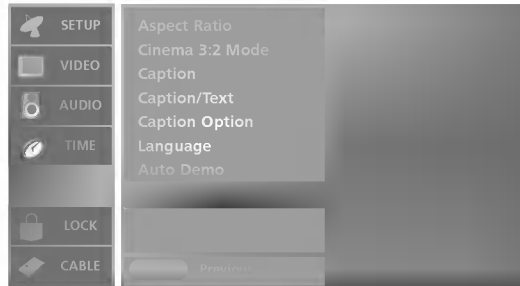 SETUP
VIDEO
AUDIO
TIME
LOCK
CABLE
Aspect Ratio
Cinema 3:2 Mode
Caption
Caption/Text
Caption Option
Language
Auto Demo
Previous